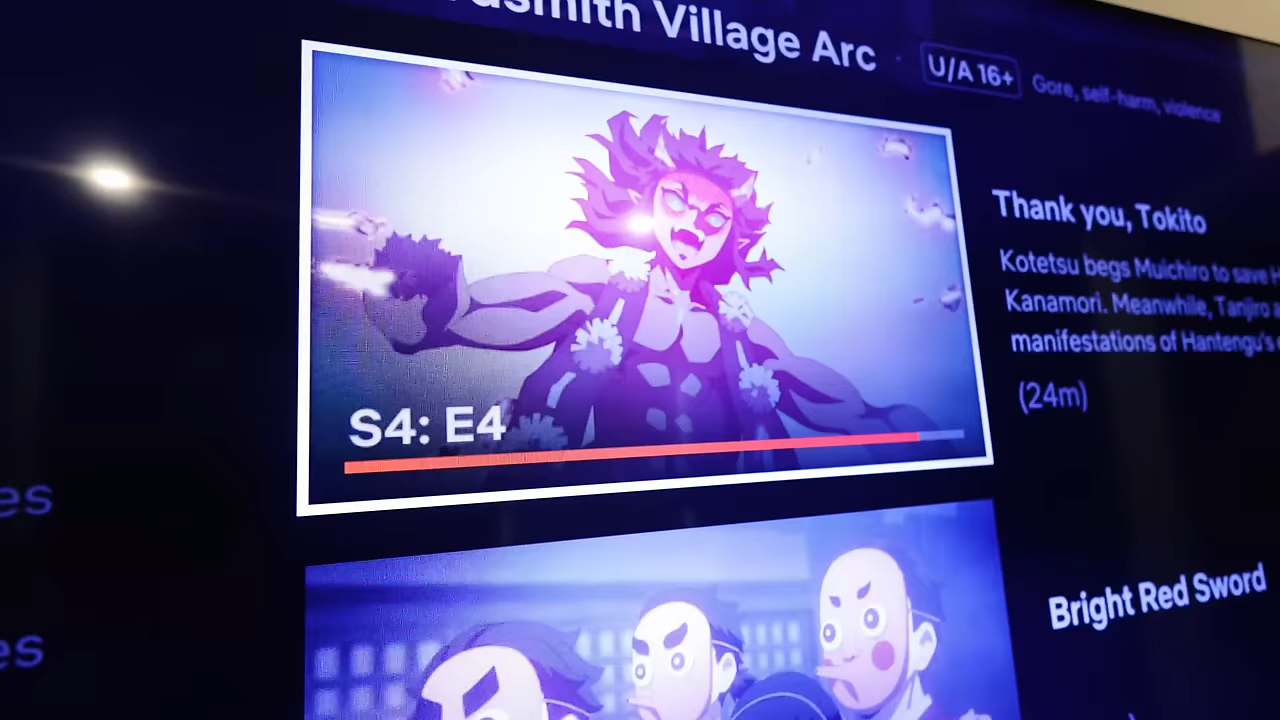 Village Arc
U/A 16+ Gore, self-harm, violence
S4: E4
Thank you, Tokito
Kotetsu begs Muichiro to save
Kanamori. Meanwhile, Tanjiro
manifestations of Hantengu's
(24m)
Bright Red Sword